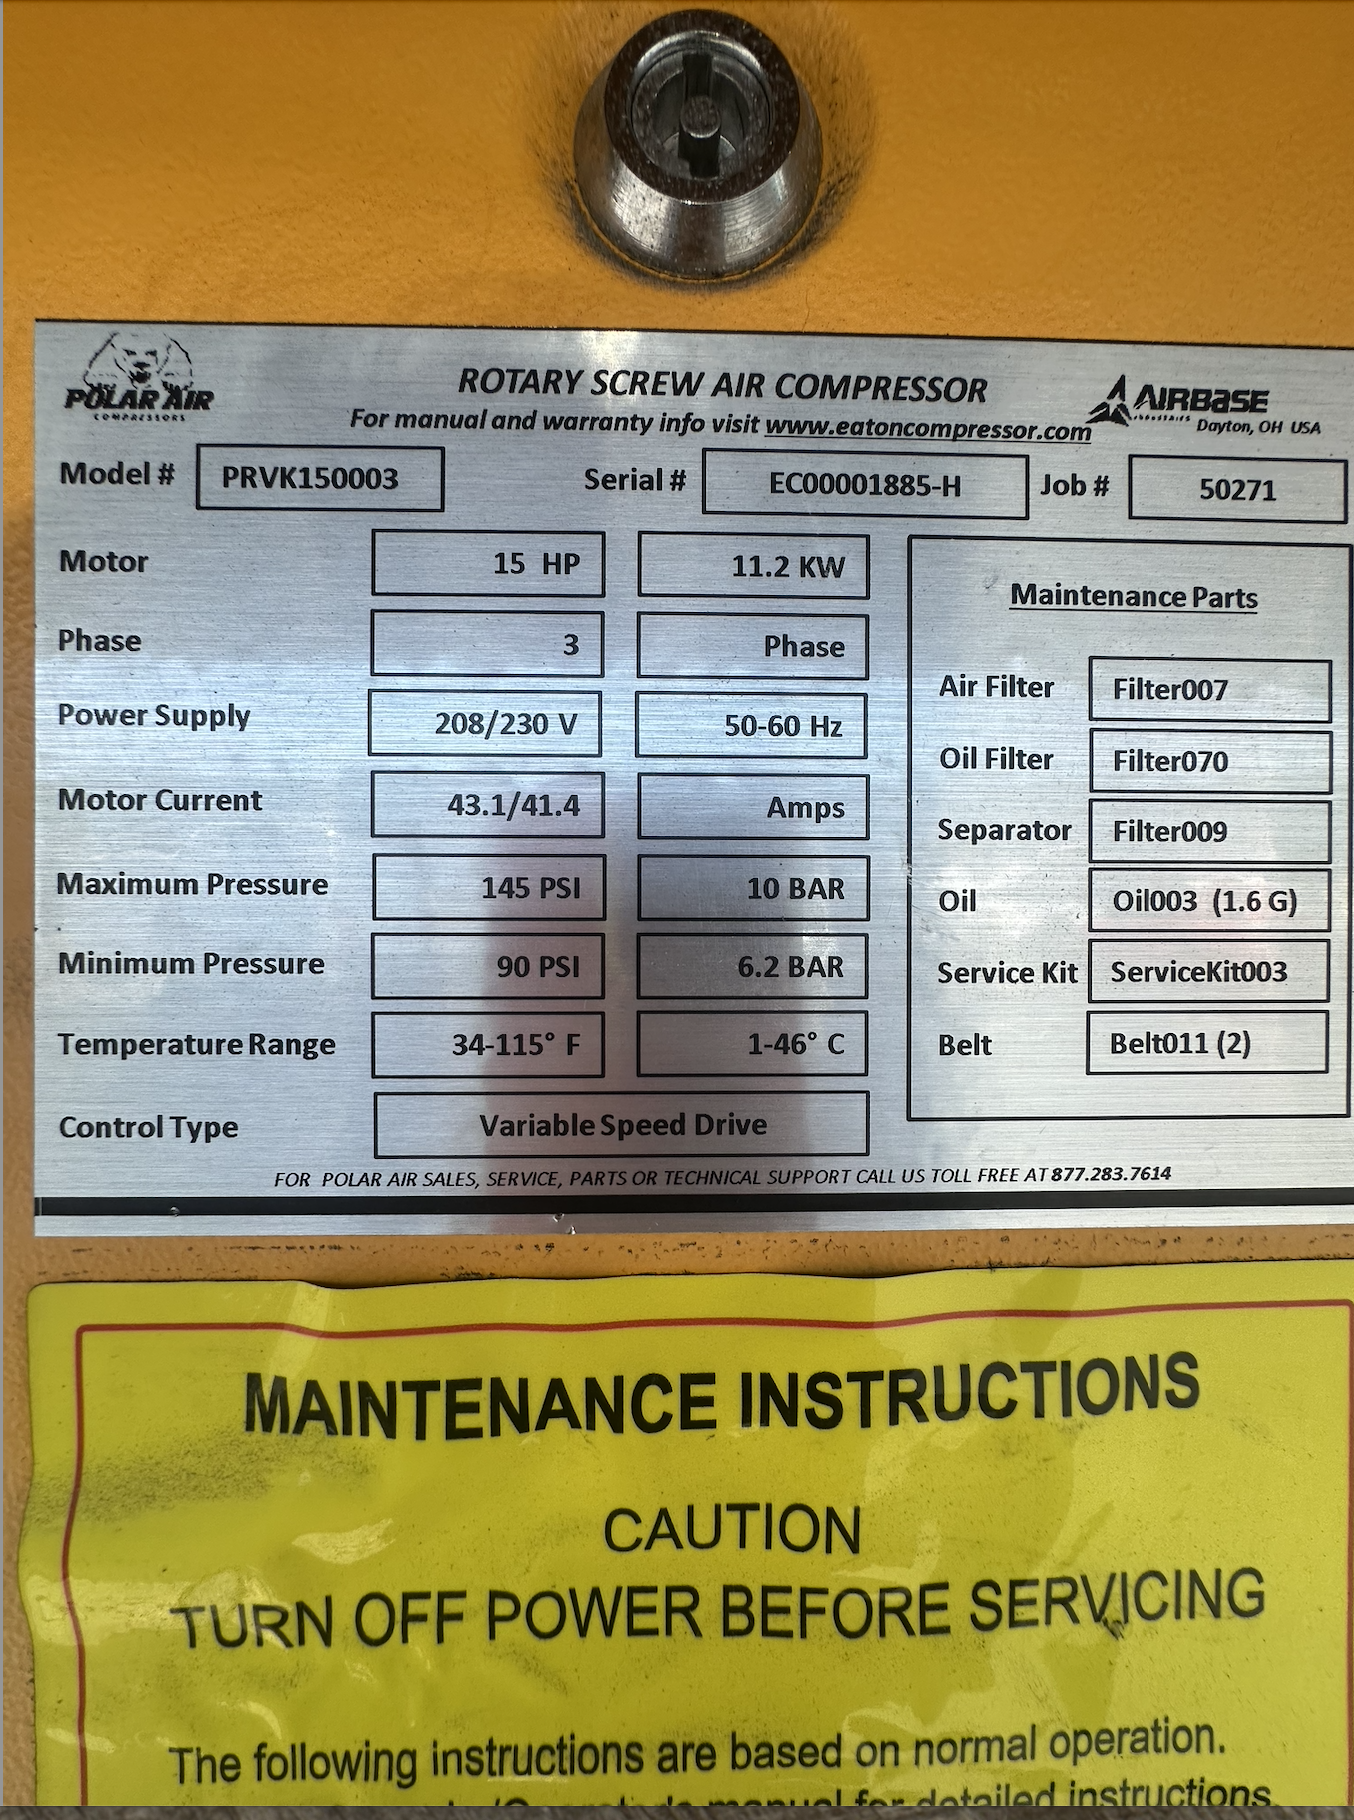 POLAR AIR
COMPRESSORS
ROTARY SCREW AIR COMPRESSOR
For manual and warranty info visit www.eatoncompressor.com
AIRBASE
INDUSTRIES
Dayton, OH USA
Model # PRVK150003 Serial # EC00001885-H Job # 50271
Motor 15 HP 11.2 KW
Phase 3 Phase
Power Supply 208/230 V 50-60 Hz
Motor Current 43.1/41.4 Amps
Maximum Pressure 145 PSI 10 BAR
Minimum Pressure 90 PSI 6.2 BAR
Temperature Range 34-115° F 1-46° C
Control Type Variable Speed Drive
Maintenance Parts
Air Filter Filter007
Oil Filter Filter070
Separator Filter009
Oil Oil003 (1.6 G)
Service Kit ServiceKit003
Belt Belt011 (2)
FOR POLAR AIR SALES, SERVICE, PARTS OR TECHNICAL SUPPORT CALL US TOLL FREE AT 877.283.7614
MAINTENANCE INSTRUCTIONS
CAUTION
TURN OFF POWER BEFORE SERVICING
The following instructions are based on normal operation.
manual for detailed instructions.